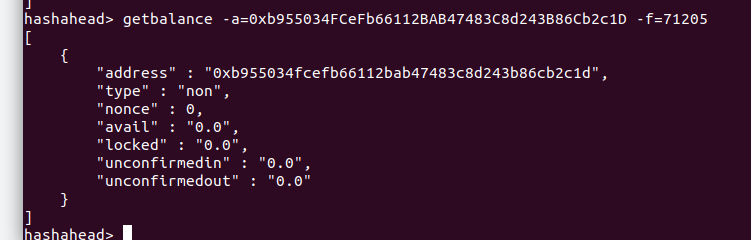 ]
hashahead> getbalance -a=0xb955034FCeFb66112BAB47483C8d243B86Cb2c1D -f=71205
[
    {
        "address" : "0xb955034fcefb66112bab47483c8d243b86cb2c1d",
        "type" : "non",
        "nonce" : 0,
        "avail" : "0.0",
        "locked" : "0.0",
        "unconfirmedin" : "0.0",
        "unconfirmedout" : "0.0"
    }
]
hashahead>